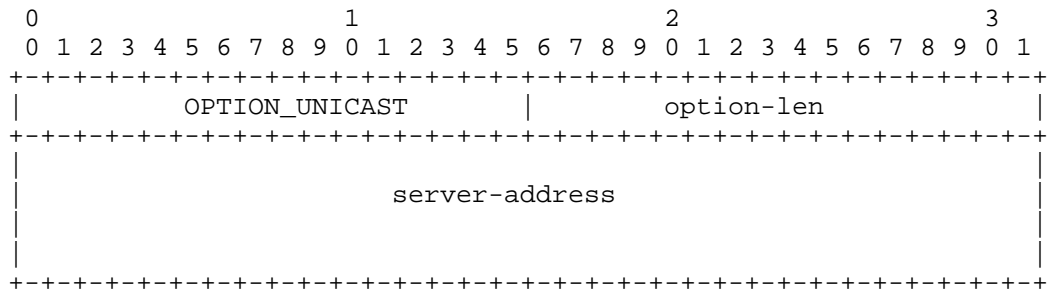 0                   1                   2                   3
 0 1 2 3 4 5 6 7 8 9 0 1 2 3 4 5 6 7 8 9 0 1 2 3 4 5 6 7 8 9 0 1
+-+-+-+-+-+-+-+-+-+-+-+-+-+-+-+-+-+-+-+-+-+-+-+-+-+-+-+-+-+-+-+-+
|          OPTION_UNICAST       |        option-len             |
+-+-+-+-+-+-+-+-+-+-+-+-+-+-+-+-+-+-+-+-+-+-+-+-+-+-+-+-+-+-+-+-+
|                                                               |
|                       server-address                          |
|                                                               |
|                                                               |
+-+-+-+-+-+-+-+-+-+-+-+-+-+-+-+-+-+-+-+-+-+-+-+-+-+-+-+-+-+-+-+-+